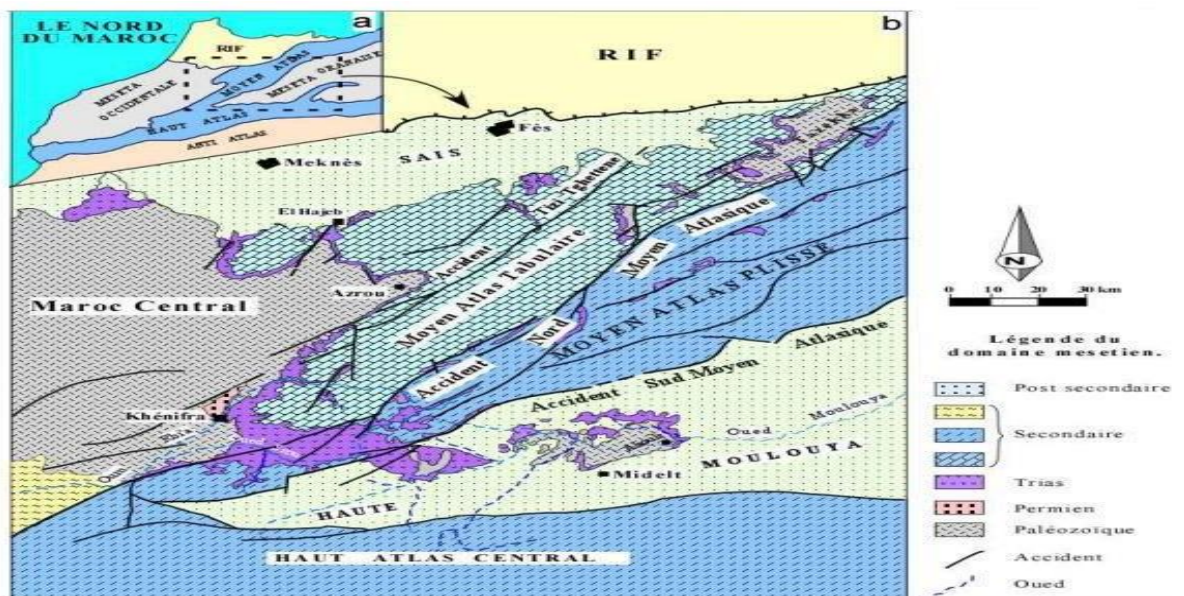 LE NORD
DU MAROC
a
RIF
MOYEN ATLAS
MESETA ORANAISE
MESETA
OCCIDENTALE
HAUT ATLAS
ANTI ATLAS
b
RIF
Fès
Meknès
SAIS
El Hajeb
Accident Tizi Tghetten
Azrou
Maroc Central
Moyen Atlas Tabulaire
Accident Nord Moyen Atlasique
MOYEN ATLAS PLISSE
Accident Sud Moyen Atlasique
Khénifra
Oued
Oued Moulouya
Midelt
HAUTE MOULOUYA
HAUT ATLAS CENTRAL
N
0 10 20 30 km
Légende du
domaine mesetien.
Post secondaire
Secondaire
Trias
Permien
Paléozoïque
Accident
Oued